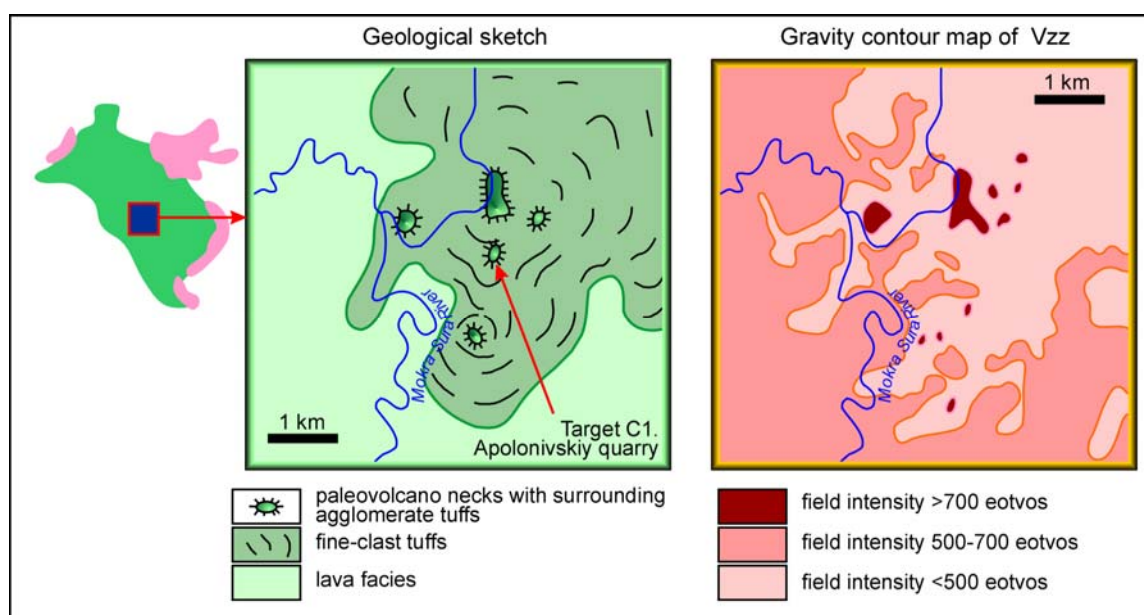 Geological sketch
Gravity contour map of Vzz
1 km
Mokra Sura
River
1 km
Target C1.
Apolonivskiy quarry
Mokra Sura
River
paleovolcano necks with surrounding
agglomerate tuffs
fine-clast tuffs
lava facies
field intensity >700 eotvos
field intensity 500-700 eotvos
field intensity <500 eotvos